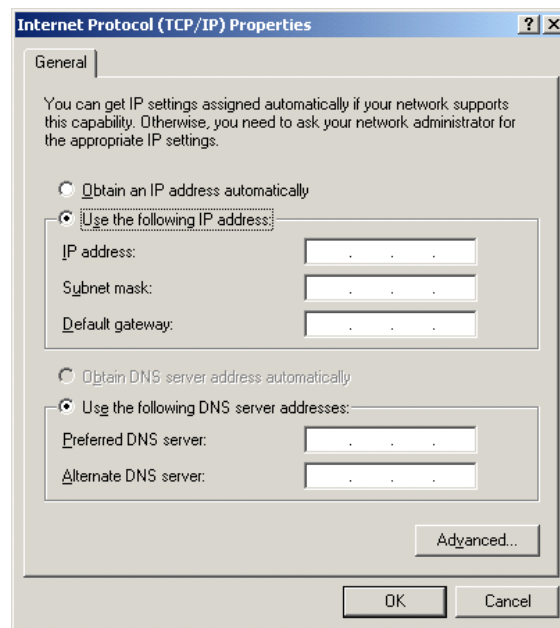 Internet Protocol (TCP/IP) Properties
General
You can get IP settings assigned automatically if your network supports
this capability. Otherwise, you need to ask your network administrator for
the appropriate IP settings.
Obtain an IP address automatically
Use the following IP address:
IP address:
Subnet mask:
Default gateway:
Obtain DNS server address automatically
Use the following DNS server addresses:
Preferred DNS server:
Alternate DNS server:
Advanced...
OK
Cancel